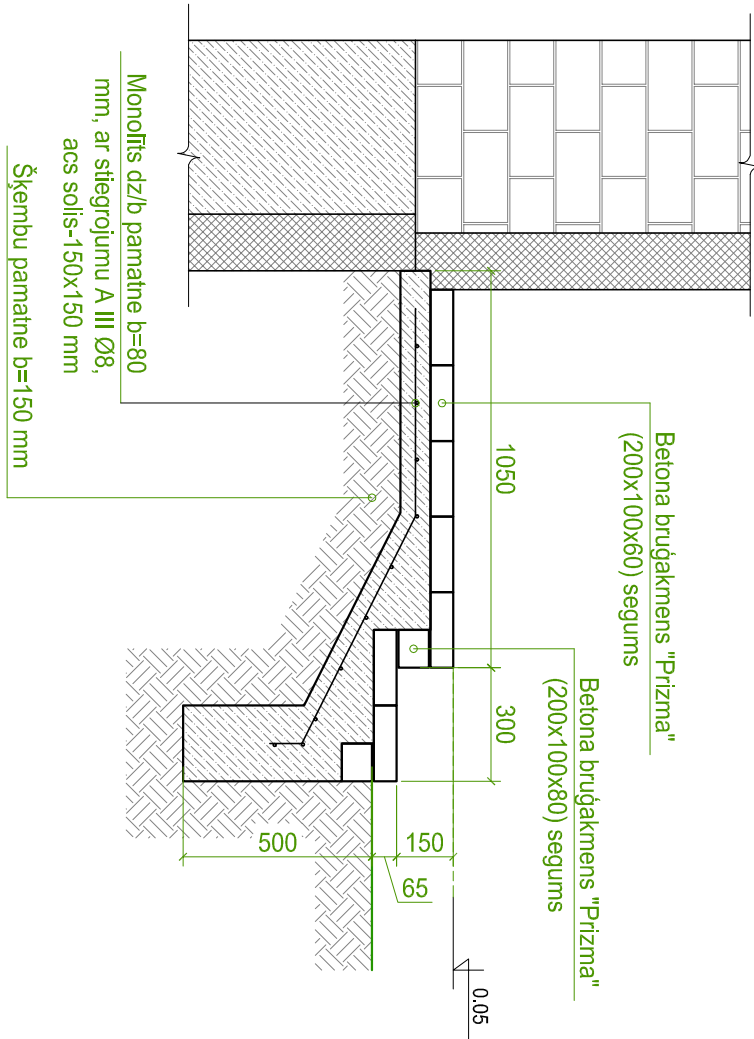 Betona bruģakmens "Prizma"
(200x100x60) segums
Betona bruģakmens "Prizma"
(200x100x80) segums
0.05
1050
300
150
65
500
Monolīts dz/b pamatne b=80
mm, ar stiegrojumu A III Ø8,
acs solis-150x150 mm
Šķembu pamatne b=150 mm